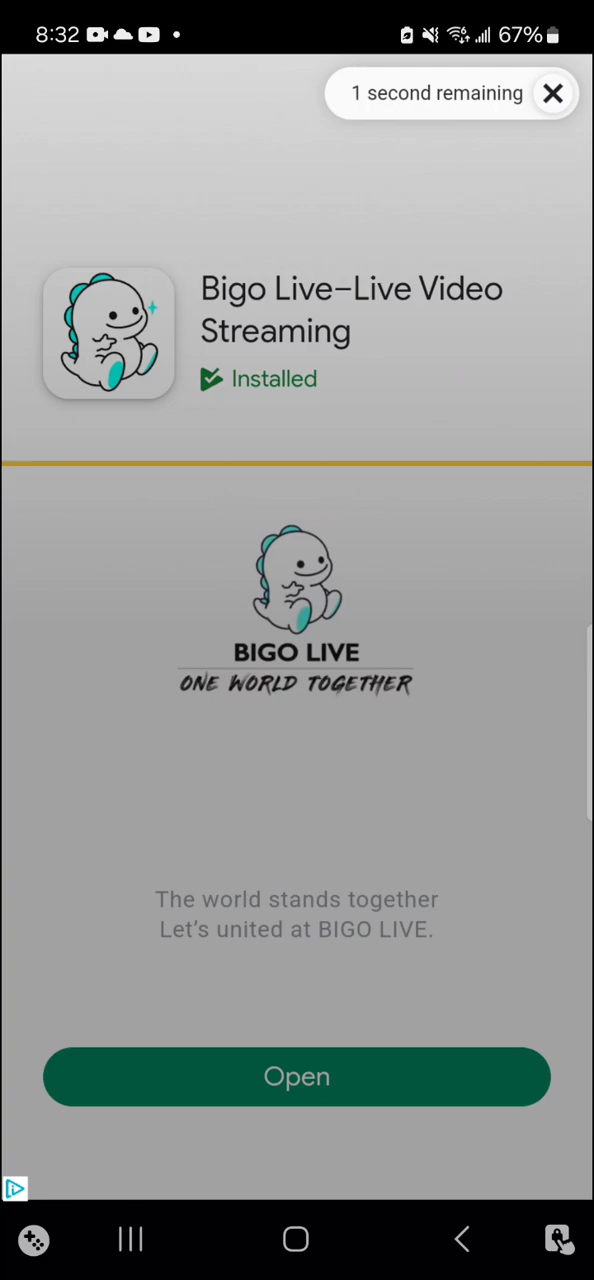 8:32 67%
1 second remaining
Bigo Live–Live Video
Streaming
Installed
BIGO LIVE
ONE WORLD TOGETHER
The world stands together
Let's united at BIGO LIVE.
Open